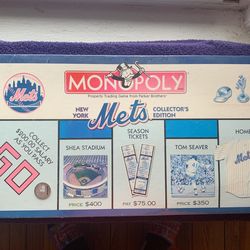 MONOPOLY
Property Trading Game from Parker Brothers
Mets
NEW YORK
Mets
COLLECTOR'S EDITION
COLLECT
$900.00 SALARY
AS YOU PASS
GO
SHEA STADIUM
PRICE $400
SEASON
TICKETS
PAY $75.00
TOM SEAVER
PRICE $350
HOME